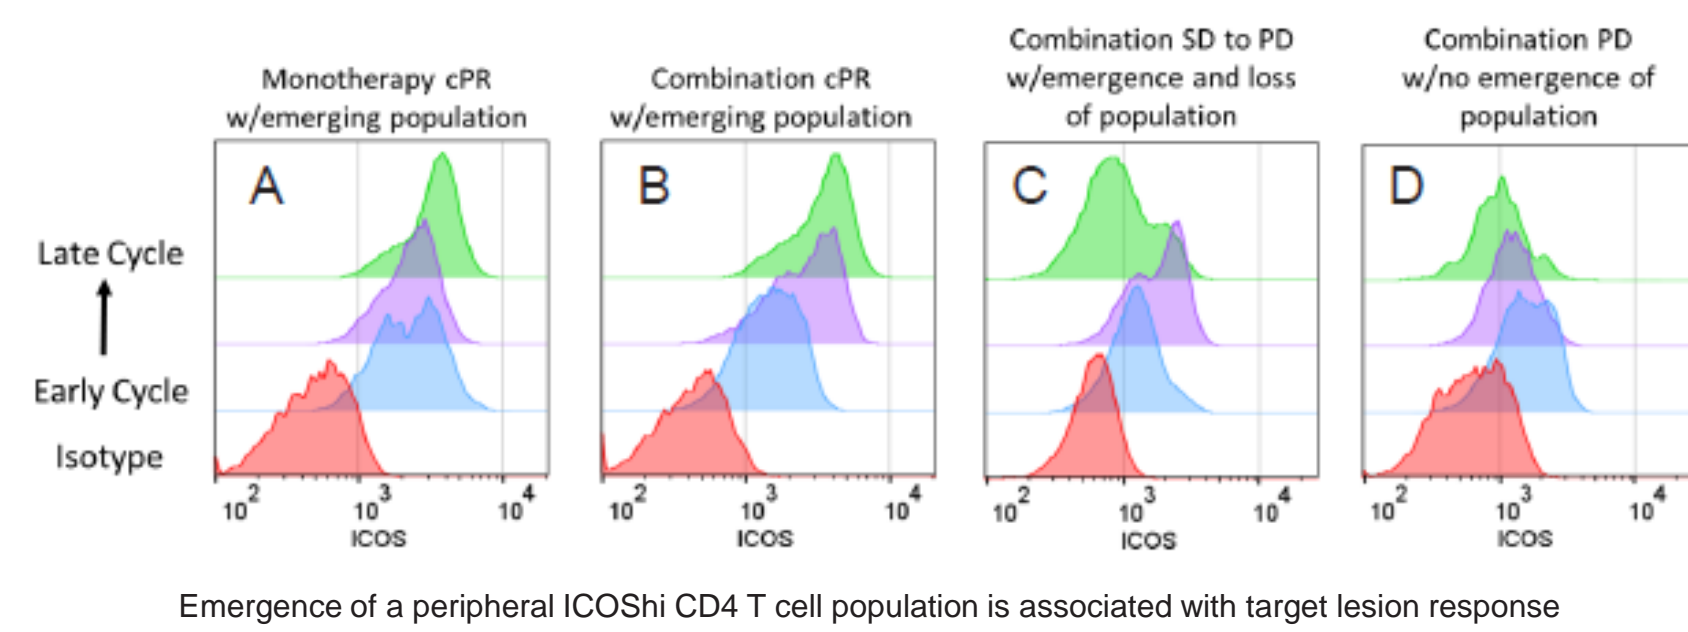 Monotherapy cPR
w/emerging population
Combination cPR
w/emerging population
Combination SD to PD
w/emergence and loss
of population
Combination PD
w/no emergence of
population
A
B
C
D
Late Cycle
Early Cycle
Isotype
10^2 10^3 10^4
ICOS
10^2 10^3 10^4
ICOS
10^2 10^3 10^4
ICOS
10^2 10^3 10^4
ICOS
Emergence of a peripheral ICOShi CD4 T cell population is associated with target lesion response